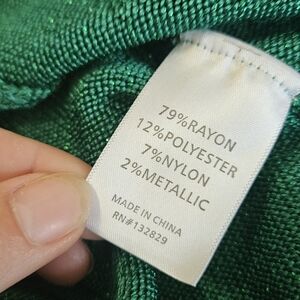 79%RAYON
12%POLYESTER
7%NYLON
2%METALLIC
MADE IN CHINA
RN#132829